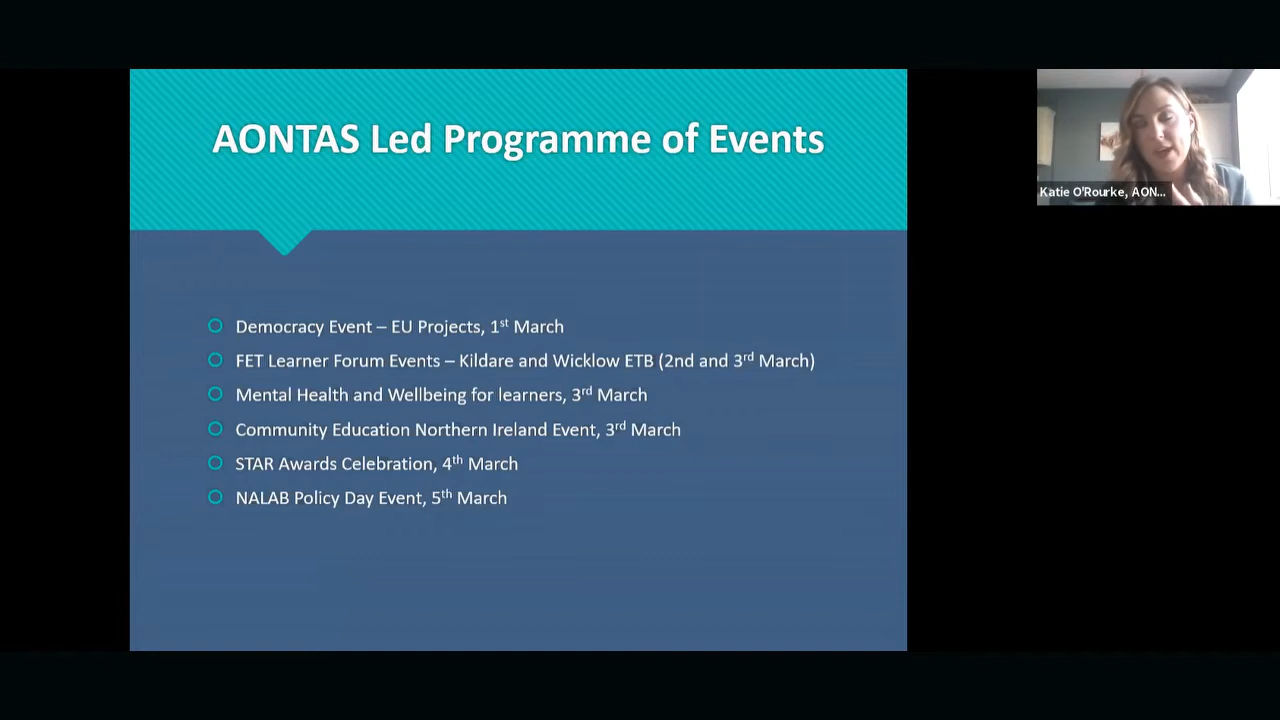 AONTAS Led Programme of Events
Democracy Event – EU Projects, 1st March
FET Learner Forum Events – Kildare and Wicklow ETB (2nd and 3rd March)
Mental Health and Wellbeing for learners, 3rd March
Community Education Northern Ireland Event, 3rd March
STAR Awards Celebration, 4th March
NALAB Policy Day Event, 5th March
Katie O'Rourke, AON...